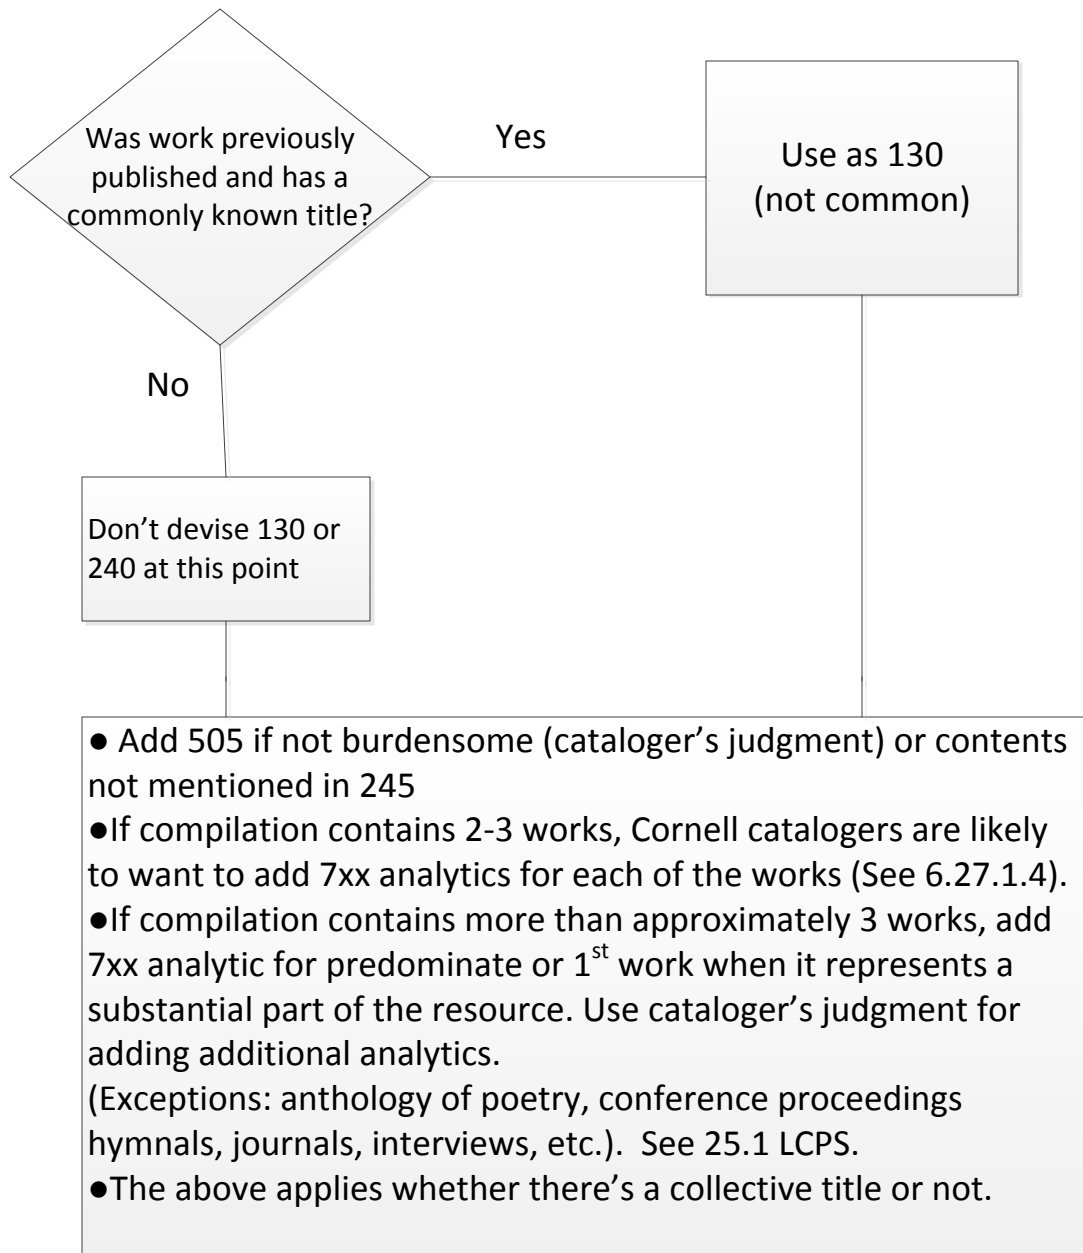 Was work previously
published and has a
commonly known title?
Yes
Use as 130
(not common)
No
Don’t devise 130 or
240 at this point
● Add 505 if not burdensome (cataloger’s judgment) or contents
not mentioned in 245
●If compilation contains 2-3 works, Cornell catalogers are likely
to want to add 7xx analytics for each of the works (See 6.27.1.4).
●If compilation contains more than approximately 3 works, add
7xx analytic for predominate or 1st work when it represents a
substantial part of the resource. Use cataloger’s judgment for
adding additional analytics.
(Exceptions: anthology of poetry, conference proceedings
hymnals, journals, interviews, etc.).  See 25.1 LCPS.
●The above applies whether there’s a collective title or not.